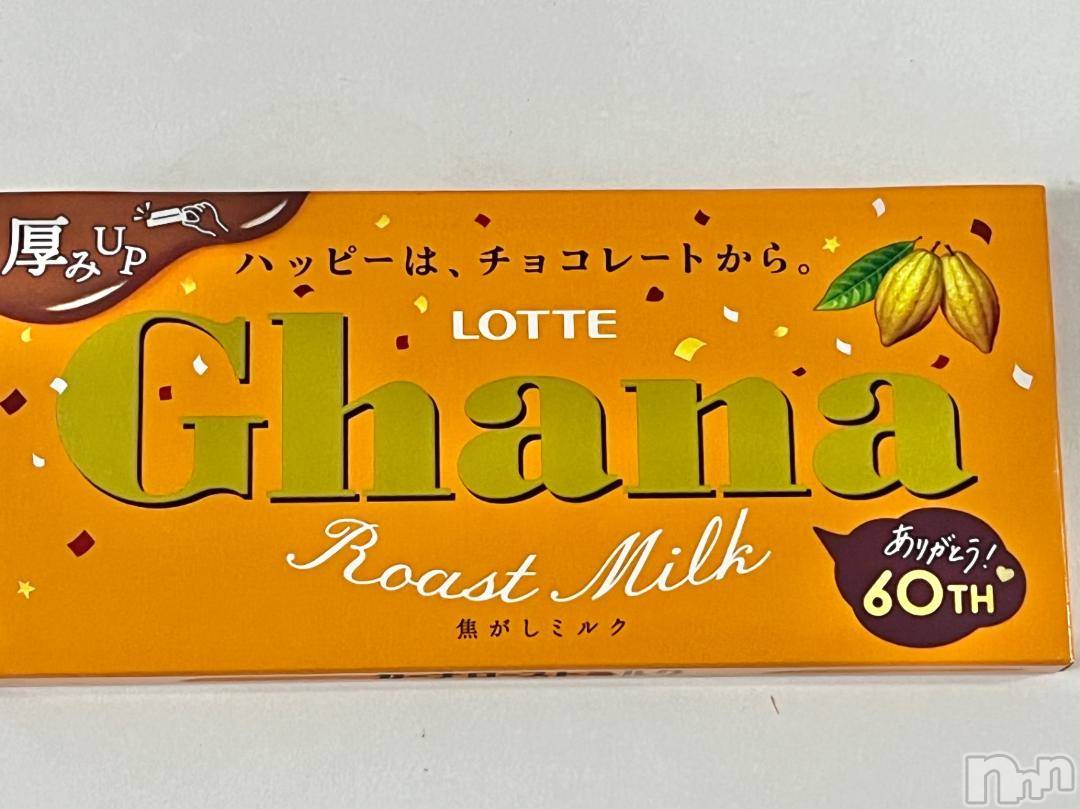 厚みUP
ハッピーは、チョコレートから。
LOTTE
Ghana
Roast Milk
焦がしミルク
ありがとう!
60TH
nnn